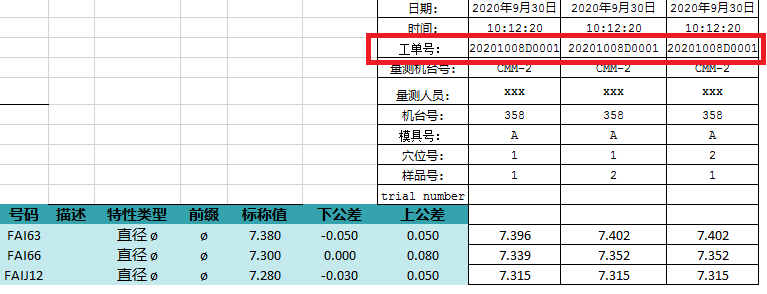 日期： 2020年9月30日 2020年9月30日 2020年9月30日
时间： 10:12:20 10:12:20 10:12:20
工单号： 20201008D0001 20201008D0001 20201008D0001
量测机台号： CMM-2 CMM-2 CMM-2
量测人员： xxx xxx xxx
机台号： 358 358 358
模具号： A A A
穴位号： 1 1 2
样品号： 1 2 1
trial number
号码 描述 特性类型 前缀 标称值 下公差 上公差
FAI63 直径 ø ø 7.380 -0.050 0.050 7.396 7.402 7.402
FAI66 直径 ø ø 7.300 0.000 0.080 7.339 7.352 7.352
FAIJ12 直径 ø ø 7.280 -0.030 0.050 7.315 7.315 7.315